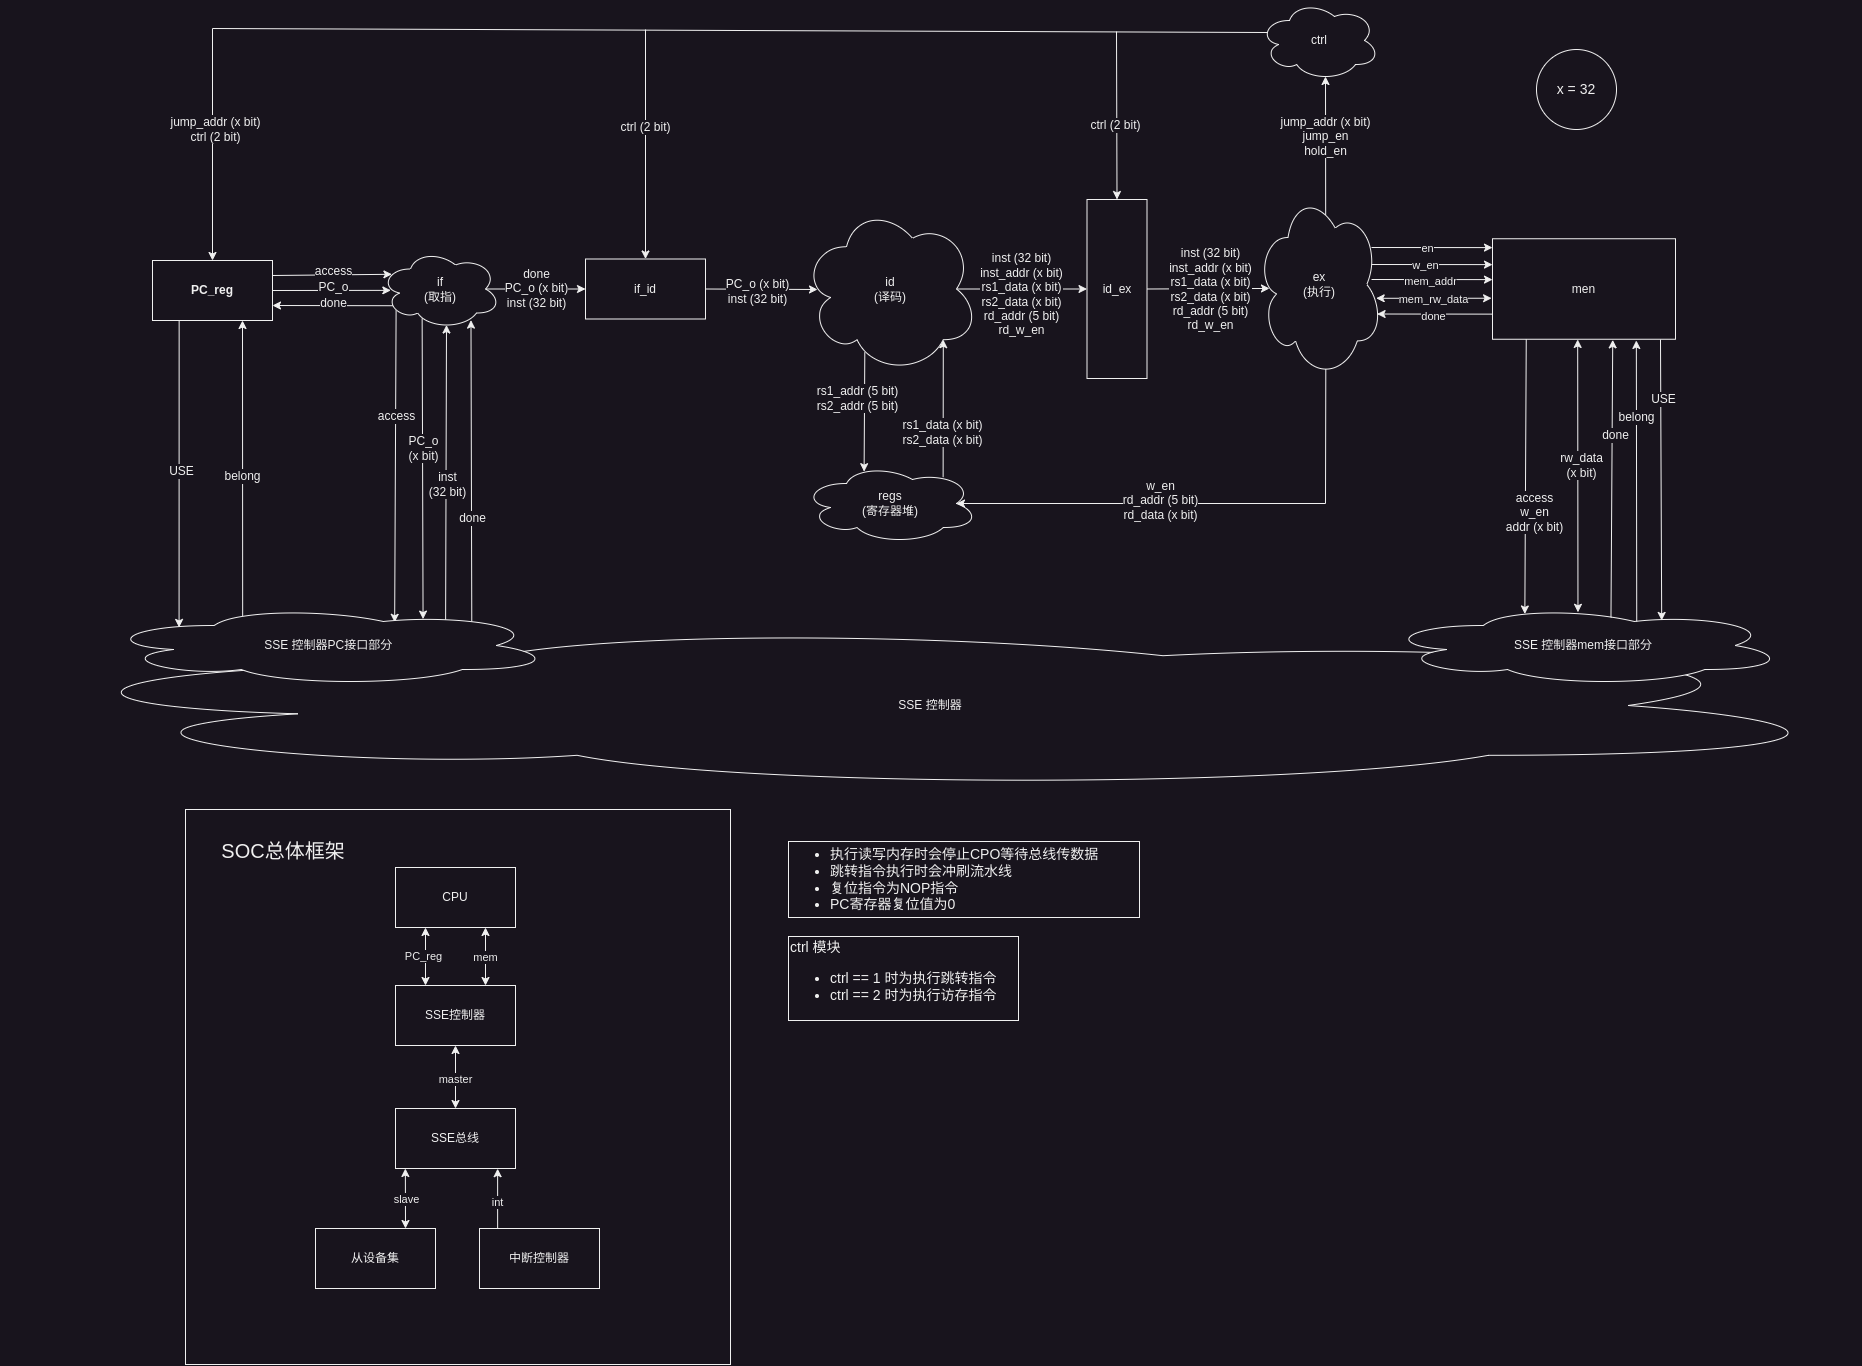 ctrl
x = 32
jump_addr (x bit)
ctrl (2 bit)
ctrl (2 bit)
ctrl (2 bit)
jump_addr (x bit)
jump_en
hold_en
PC_reg
access
PC_o
done
if
(取指)
done
PC_o (x bit)
inst (32 bit)
if_id
PC_o (x bit)
inst (32 bit)
id
(译码)
inst (32 bit)
inst_addr (x bit)
rs1_data (x bit)
rs2_data (x bit)
rd_addr (5 bit)
rd_w_en
id_ex
inst (32 bit)
inst_addr (x bit)
rs1_data (x bit)
rs2_data (x bit)
rd_addr (5 bit)
rd_w_en
ex
(执行)
en
w_en
mem_addr
mem_rw_data
done
men
USE
belong
access
PC_o
(x bit)
inst
(32 bit)
done
rs1_addr (5 bit)
rs2_addr (5 bit)
rs1_data (x bit)
rs2_data (x bit)
regs
(寄存器堆)
w_en
rd_addr (5 bit)
rd_data (x bit)
access
w_en
addr (x bit)
rw_data
(x bit)
done
belong
USE
SSE 控制器PC接口部分
SSE 控制器mem接口部分
SSE 控制器
SOC总体框架
CPU
PC_reg
mem
SSE控制器
master
SSE总线
slave
int
从设备集
中断控制器
• 执行读写内存时会停止CPO等待总线传数据
• 跳转指令执行时会冲刷流水线
• 复位指令为NOP指令
• PC寄存器复位值为0
ctrl 模块
• ctrl == 1 时为执行跳转指令
• ctrl == 2 时为执行访存指令